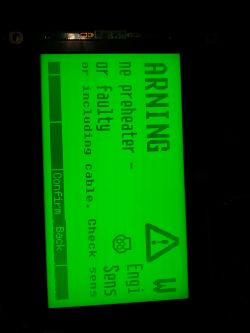 ARNING W
ne preheater - Engi
or faulty Sens
or including cable. Check sens
Confirm Back